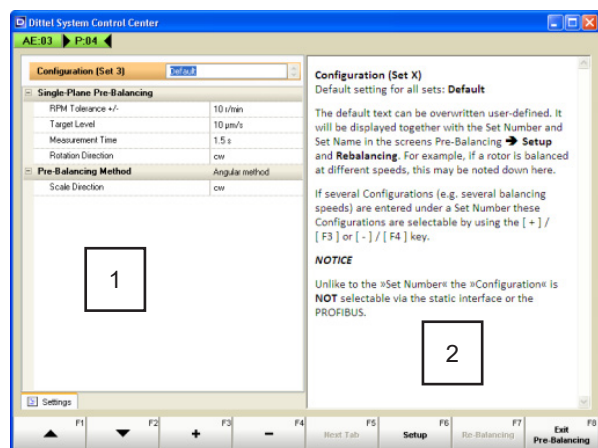 Dittel System Control Center
AE:03 P:04
Configuration (Set 3) Default
Single-Plane Pre-Balancing
RPM Tolerance +/- 10 r/min
Target Level 10 µm/s
Measurement Time 1.5 s
Rotation Direction cw
Pre-Balancing Method Angular method
Scale Direction cw
1
Settings
Configuration (Set X)
Default setting for all sets: Default
The default text can be overwritten user-defined. It
will be displayed together with the Set Number and
Set Name in the screens Pre-Balancing ➔ Setup
and Rebalancing. For example, if a rotor is balanced
at different speeds, this may be noted down here.
If several Configurations (e.g. several balancing
speeds) are entered under a Set Number these
Configurations are selectable by using the [ + ] /
[ F3 ] or [ - ] / [ F4 ] key.
NOTICE
Unlike to the »Set Number« the »Configuration« is
NOT selectable via the static interface or the
PROFIBUS.
2
F1 F2 F3 F4 F5 F6 F7 F8
+ - Next Tab Setup Re-Balancing Exit
Pre-Balancing